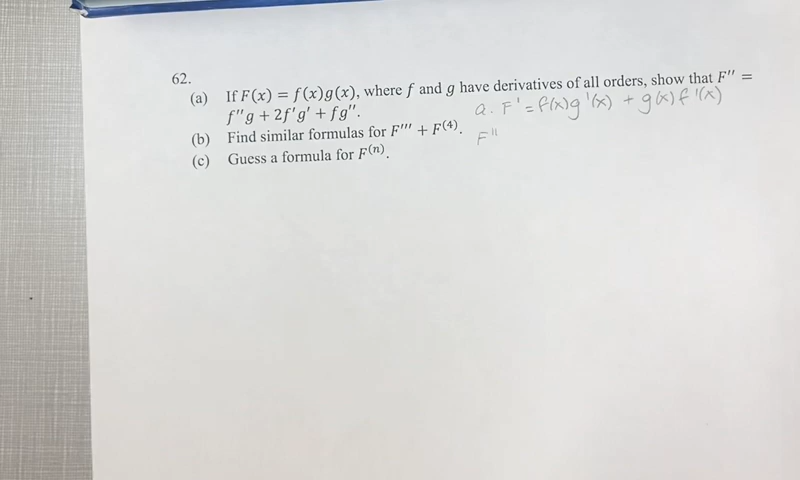 62.
(a) If F(x) = f(x)g(x), where f and g have derivatives of all orders, show that F″ =
f″g + 2f′g′ + fg″.
a. F' = f(x)g'(x) + g(x)f'(x)
(b) Find similar formulas for F‴ + F⁽⁴⁾.
F"
(c) Guess a formula for F⁽ⁿ⁾.